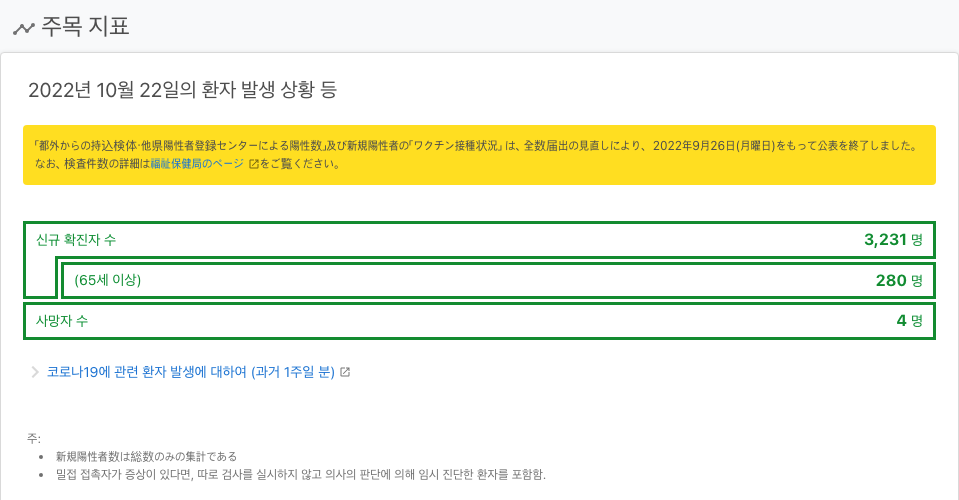 주목 지표
2022년 10월 22일의 환자 발생 상황 등
「都外からの持込検体･他県陽性者登録センターによる陽性数」及び新規陽性者の「ワクチン接種状況」は、全数届出の見直しにより、2022年9月26日(月曜日)をもって公表を終了しました。
なお、検査件数の詳細は福祉保健局のページ をご覧ください。
신규 확진자 수 3,231 명
(65세 이상) 280 명
사망자 수 4 명
코로나19에 관련 환자 발생에 대하여 (과거 1주일 분)
주:
• 新規陽性者数は総数のみの集計である
• 밀접 접촉자가 증상이 있다면, 따로 검사를 실시하지 않고 의사의 판단에 의해 임시 진단한 환자를 포함함.